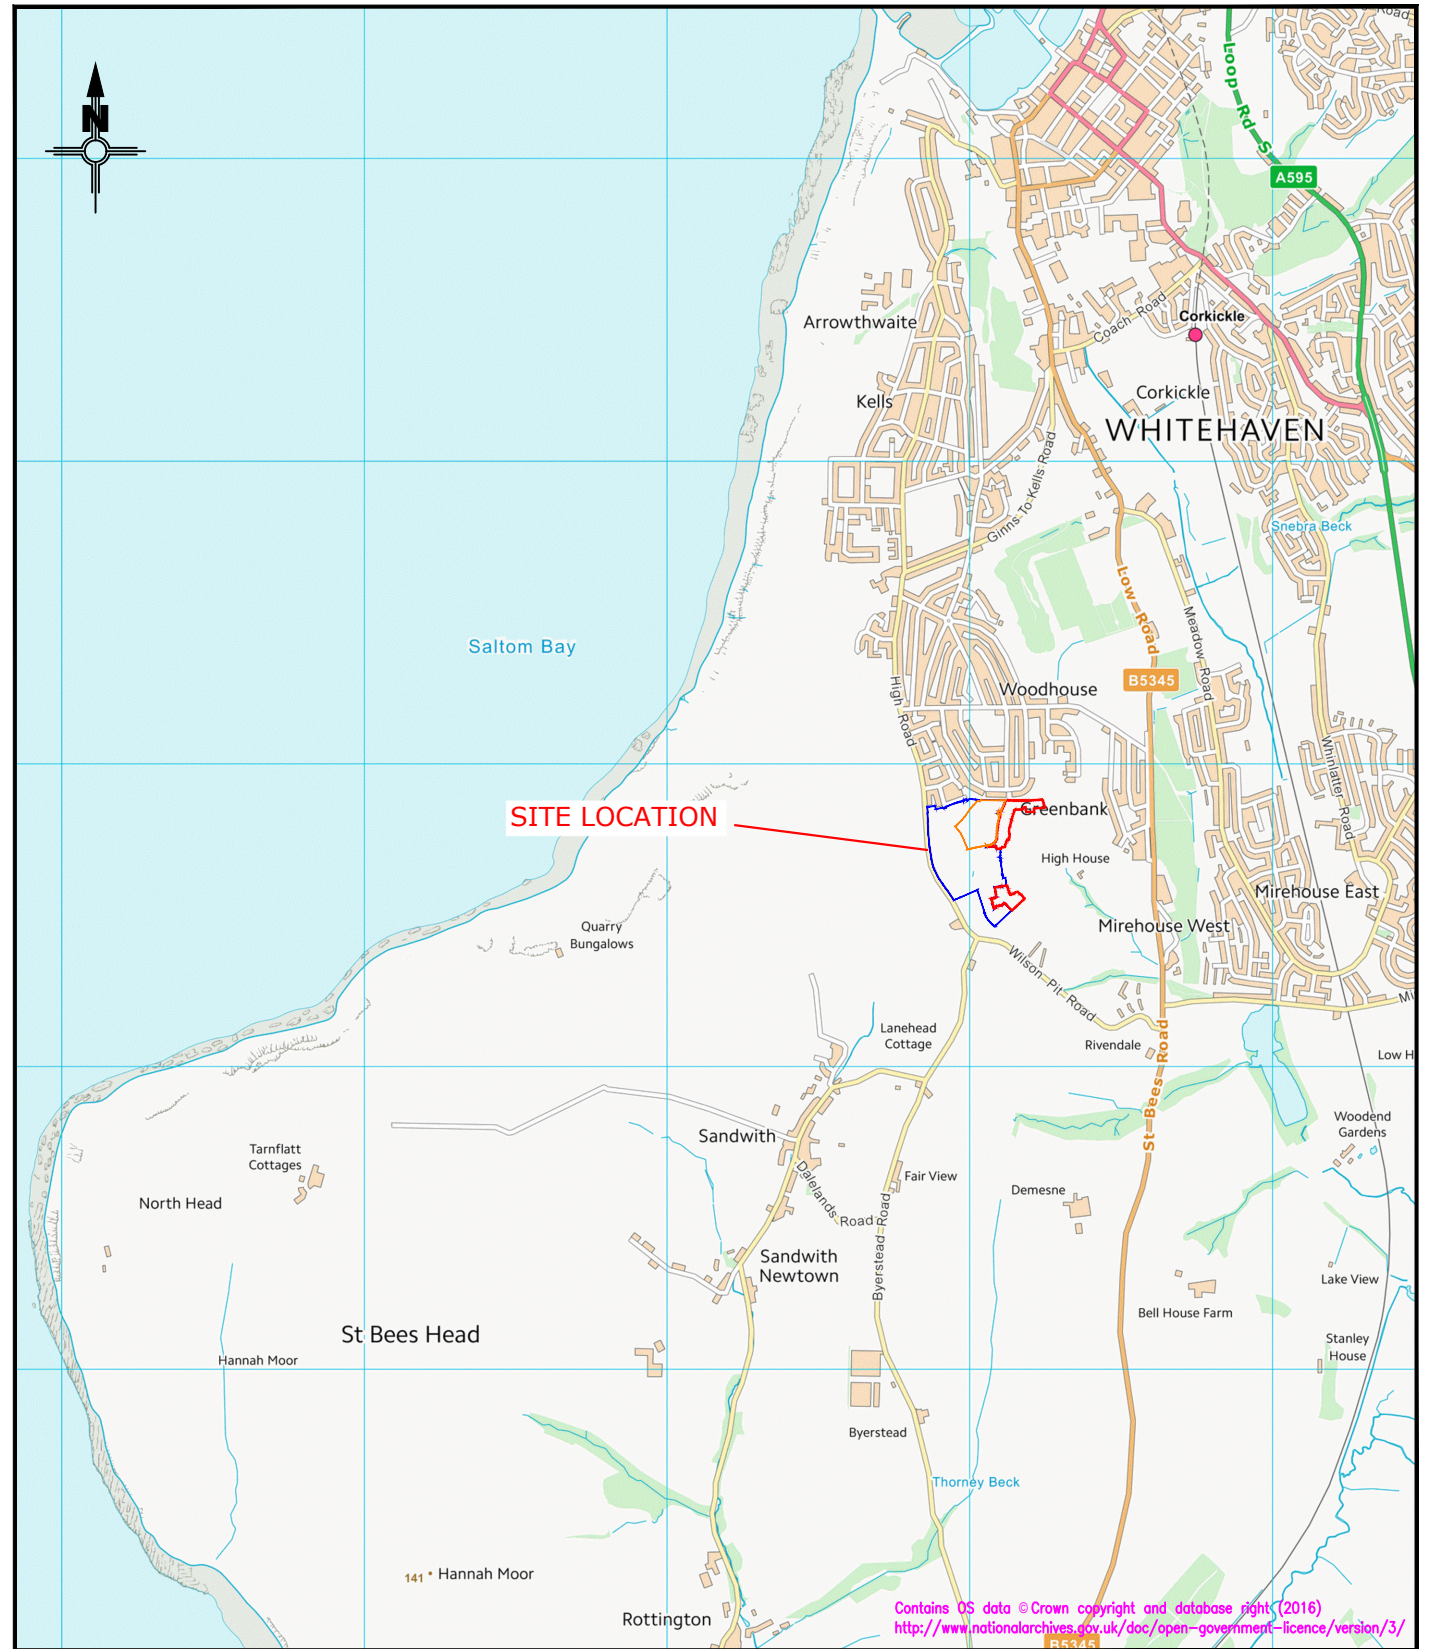 Road
N
Loop Rd S
A595
Arrowthwaite
Coach Road
Corkickle
Kells
Corkickle
WHITEHAVEN
Ginns To Kells Road
Snebra Beck
Low Road
Meadow Road
Saltom Bay
Woodhouse
B5345
High Road
Whinlatter Road
SITE LOCATION
Greenbank
High House
Mirehouse East
Mirehouse West
Quarry
Bungalows
Wilson Pit Road
Mi
Lanehead
Cottage
Rivendale
St Bees Road
Low H
Woodend
Gardens
Sandwith
Tarnflatt
Cottages
Dalelands Road
Fair View
Demesne
North Head
Byerstead Road
Sandwith
Newtown
Lake View
Bell House Farm
St Bees Head
Stanley
House
Hannah Moor
Byerstead
Thorney Beck
141 Hannah Moor
Rottington
Contains OS data © Crown copyright and database right (2016)
http://www.nationalarchives.gov.uk/doc/open-government-licence/version/3/
B5345